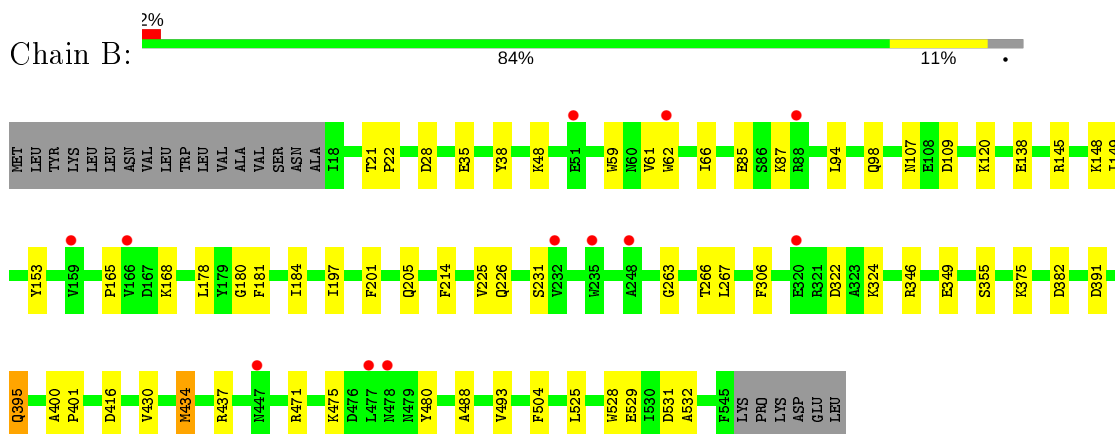 2%
Chain B:
84% 11% •
MET LEU TYR LYS LEU LEU ASN VAL LEU TRP LEU VAL ALA VAL SER ASN ALA I18 T21 P22 D28 E35 Y38 K48 E51 W59 N60 V61 W62 I66 E85 S86 K87 R88 L94 Q98 N107 E108 D109 K120 E138 R145 K148 I149
Y153 V159 P165 V166 D167 K168 L178 Y179 G180 F181 I184 I197 F201 Q205 F214 V225 Q226 S231 V232 W235 A248 G263 T266 L267 F306 E320 R321 D322 A323 K324 R346 E349 S355 K375 D382 D391
Q395 A400 P401 D416 V430 M434 R437 N447 R471 K475 D476 L477 N478 N479 Y480 A488 V493 F504 L525 W528 E529 I530 D531 A532 F545 LYS PRO LYS ASP GLU LEU